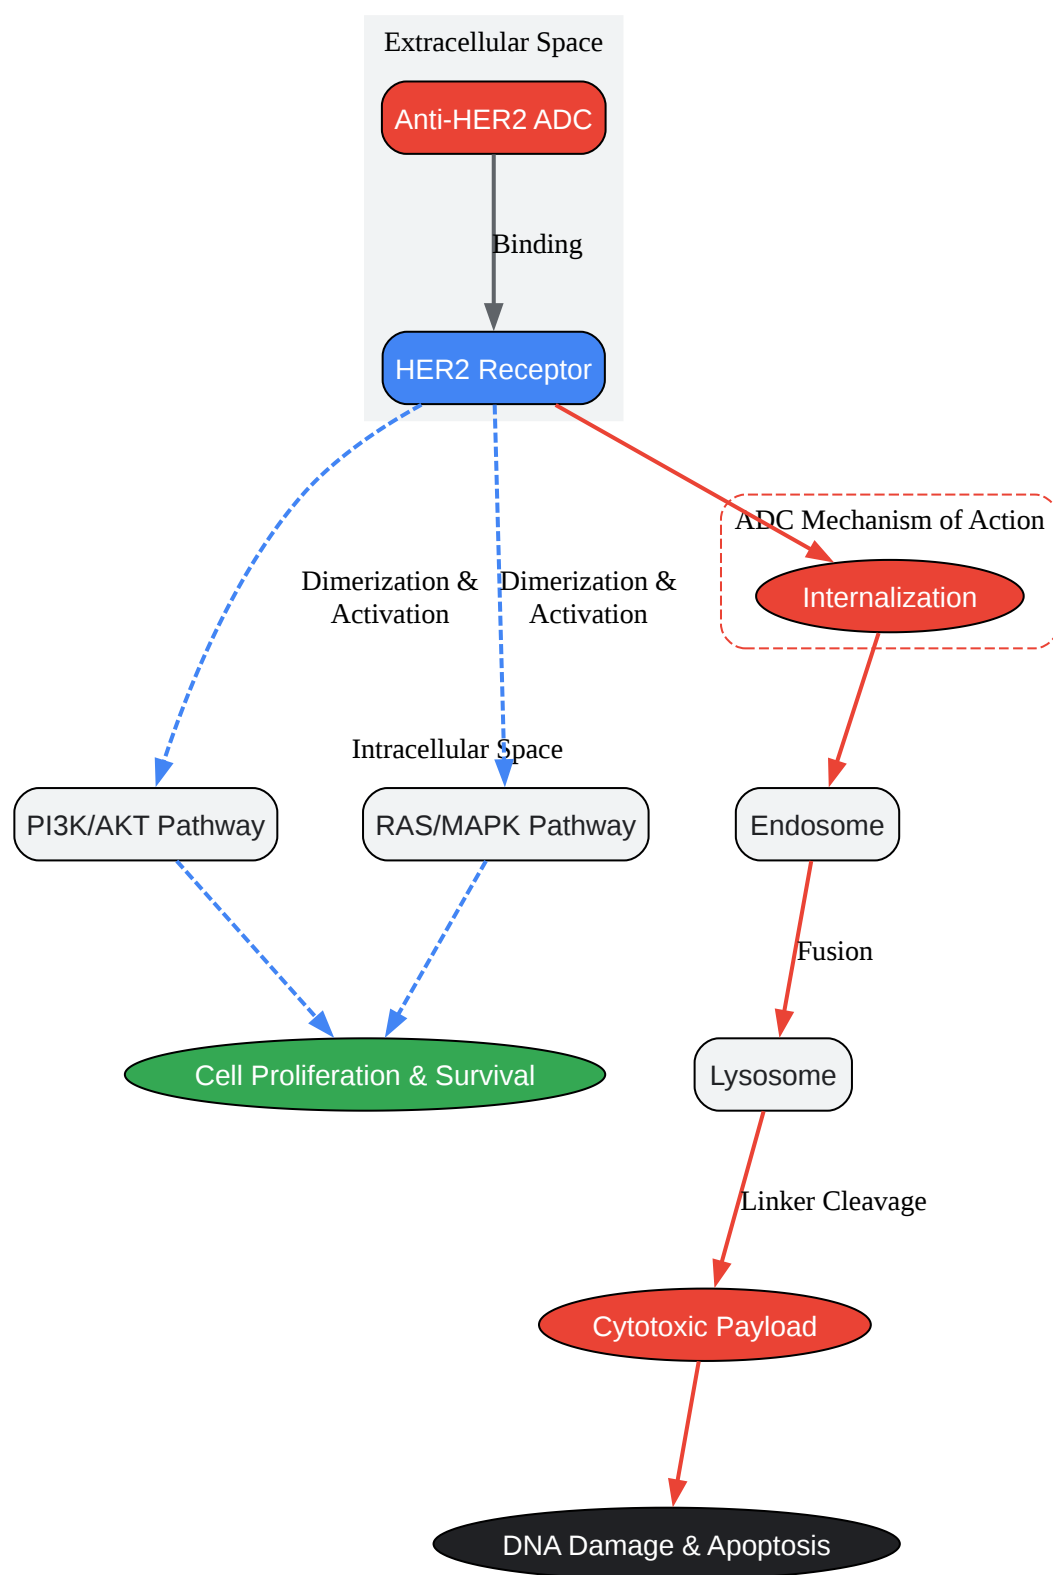 Extracellular Space
Anti-HER2 ADC
Binding
HER2 Receptor
ADC Mechanism of Action
Dimerization &
Activation
Dimerization &
Activation
Internalization
Intracellular Space
PI3K/AKT Pathway
RAS/MAPK Pathway
Endosome
Fusion
Cell Proliferation & Survival
Lysosome
Linker Cleavage
Cytotoxic Payload
DNA Damage & Apoptosis